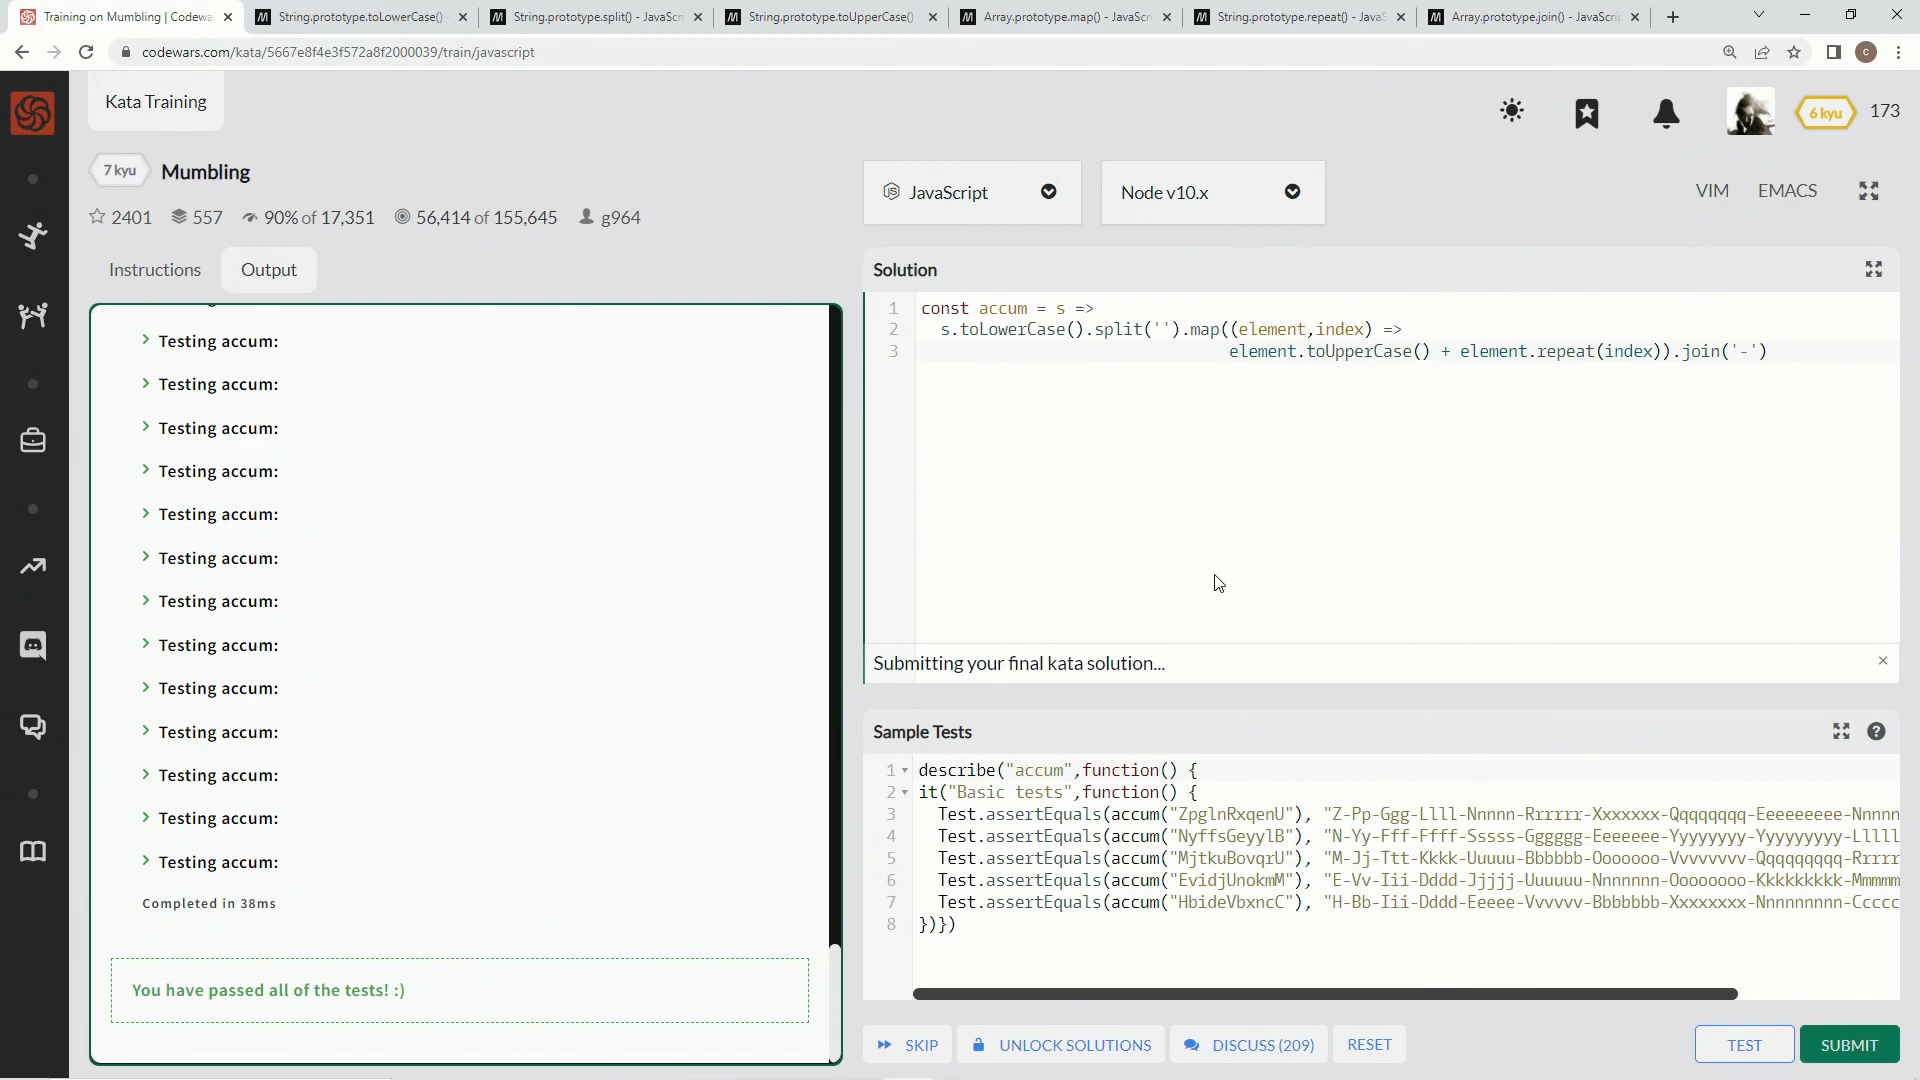 Training on Mumbling | Codewa
String.prototype.toLowerCase()
String.prototype.split() - JavaSc
String.prototype.toUpperCase()
Array.prototype.map() - JavaScr
String.prototype.repeat() - JavaS
Array.prototype.join() - JavaScri
codewars.com/kata/5667e8f4e3f572a8f2000039/train/javascript
C
Kata Training
6 kyu
173
7 kyu
Mumbling
2401
557
90% of 17,351
56,414 of 155,645
g964
JavaScript
Node v10.x
VIM
EMACS
Instructions
Output
Testing accum:
Testing accum:
Testing accum:
Testing accum:
Testing accum:
Testing accum:
Testing accum:
Testing accum:
Testing accum:
Testing accum:
Testing accum:
Testing accum:
Testing accum:
Completed in 38ms
You have passed all of the tests! :)
Solution
1 const accum = s =>
2 s.toLowerCase().split('').map((element,index) =>
3 element.toUpperCase() + element.repeat(index)).join('-')
Submitting your final kata solution...
Sample Tests
1 describe("accum",function() {
2 it("Basic tests",function() {
3 Test.assertEquals(accum("ZpglnRxqenU"), "Z-Pp-Ggg-Llll-Nnnnn-Rrrrrr-Xxxxxxx-Qqqqqqqq-Eeeeeeeee-Nnnnn
4 Test.assertEquals(accum("NyffsGeyylB"), "N-Yy-Fff-Ffff-Sssss-Gggggg-Eeeeeee-Yyyyyyyy-Yyyyyyyyy-Lllll
5 Test.assertEquals(accum("MjtkuBovqrU"), "M-Jj-Ttt-Kkkk-Uuuuu-Bbbbbb-Ooooooo-Vvvvvvvv-Qqqqqqqqq-Rrrrr
6 Test.assertEquals(accum("EvidjUnokmM"), "E-Vv-Iii-Dddd-Jjjjj-Uuuuuu-Nnnnnnn-Oooooooo-Kkkkkkkkk-Mmmmm
7 Test.assertEquals(accum("HbideVbxncC"), "H-Bb-Iii-Dddd-Eeeee-Vvvvvv-Bbbbbbb-Xxxxxxxx-Nnnnnnnnn-Ccccc
8 })})
SKIP
UNLOCK SOLUTIONS
DISCUSS (209)
RESET
TEST
SUBMIT